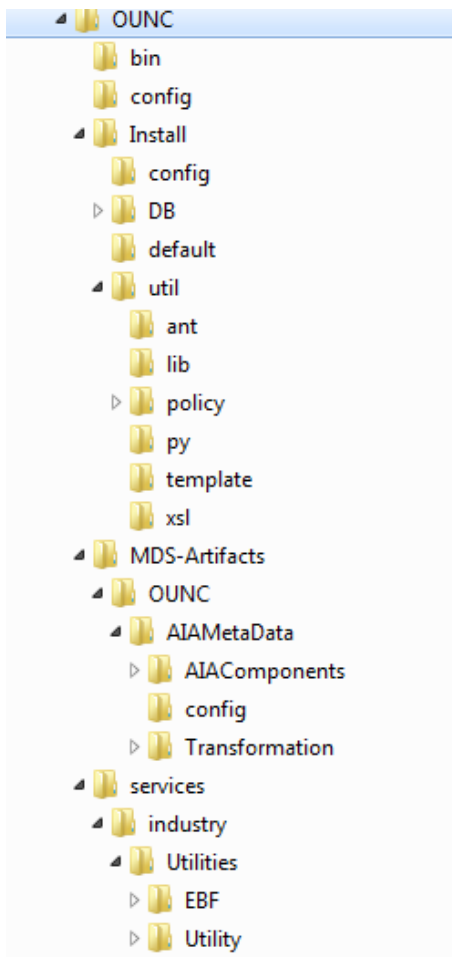 OUNC
bin
config
Install
config
DB
default
util
ant
lib
policy
py
template
xsl
MDS-Artifacts
OUNC
AIAMetaData
AIAComponents
config
Transformation
services
industry
Utilities
EBF
Utility